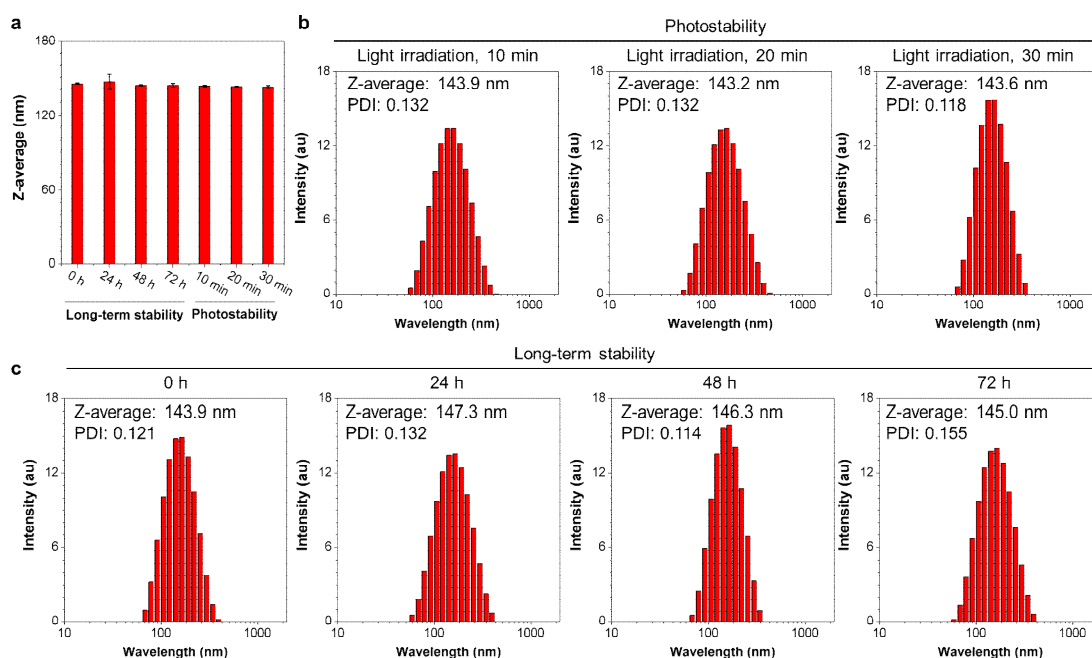 a
180
120
60
0
Z-average (nm)
0 h
24 h
48 h
72 h
10 min
20 min
30 min
Long-term stability
Photostability
b
Photostability
Light irradiation, 10 min
Z-average: 143.9 nm
PDI: 0.132
18
12
6
0
Intensity (au)
10
100
1000
Wavelength (nm)
Light irradiation, 20 min
Z-average: 143.2 nm
PDI: 0.132
18
12
6
0
Intensity (au)
10
100
1000
Wavelength (nm)
Light irradiation, 30 min
Z-average: 143.6 nm
PDI: 0.118
18
12
6
0
Intensity (au)
10
100
1000
Wavelength (nm)
c
Long-term stability
0 h
Z-average: 143.9 nm
PDI: 0.121
18
12
6
0
Intensity (au)
10
100
1000
Wavelength (nm)
24 h
Z-average: 147.3 nm
PDI: 0.132
18
12
6
0
Intensity (au)
10
100
1000
Wavelength (nm)
48 h
Z-average: 146.3 nm
PDI: 0.114
18
12
6
0
Intensity (au)
10
100
1000
Wavelength (nm)
72 h
Z-average: 145.0 nm
PDI: 0.155
18
12
6
0
Intensity (au)
10
100
1000
Wavelength (nm)